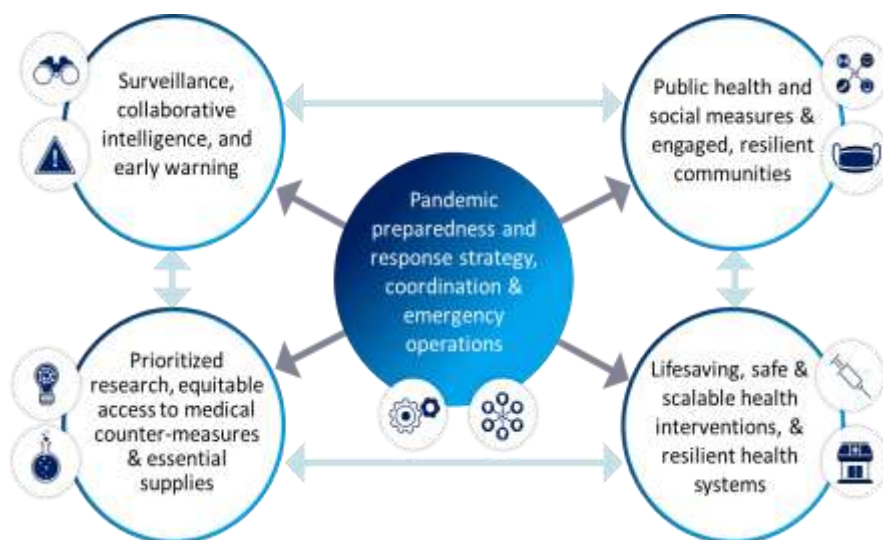 Surveillance,
collaborative
intelligence, and
early warning
Public health and
social measures &
engaged, resilient
communities
Pandemic
preparedness and
response strategy,
coordination &
emergency
operations
Prioritized
research, equitable
access to medical
counter-measures
& essential
supplies
Lifesaving, safe &
scalable health
interventions, &
resilient health
systems